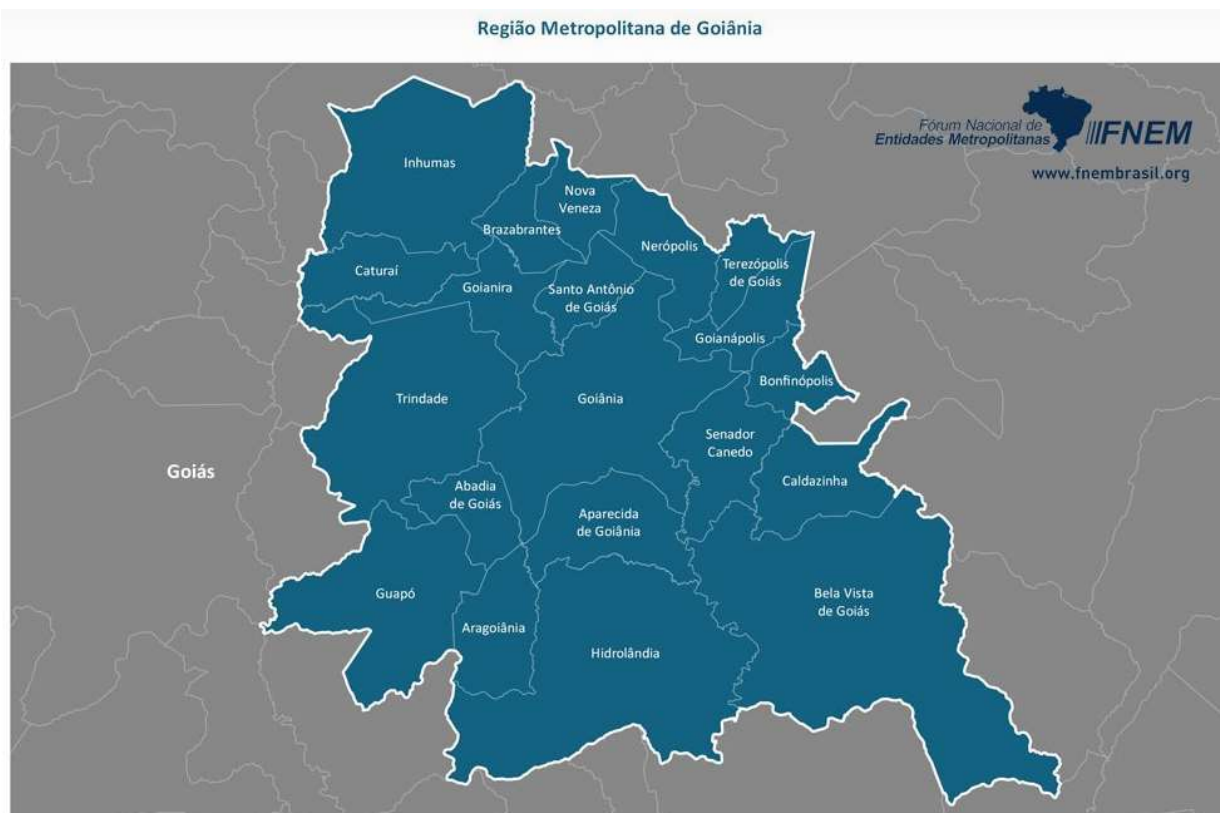 Região Metropolitana de Goiânia
Fórum Nacional de
Entidades Metropolitanas
FNEM
www.fnembrasil.org
Inhumas
Nova
Veneza
Brazabrantes
Nerópolis
Terezópolis
de Goiás
Caturaí
Goianira
Santo Antônio
de Goiás
Goianápolis
Bonfinópolis
Trindade
Goiânia
Senador
Canedo
Goiás
Caldazinha
Abadia
de Goiás
Aparecida
de Goiânia
Guapó
Bela Vista
de Goiás
Aragoiânia
Hidrolândia